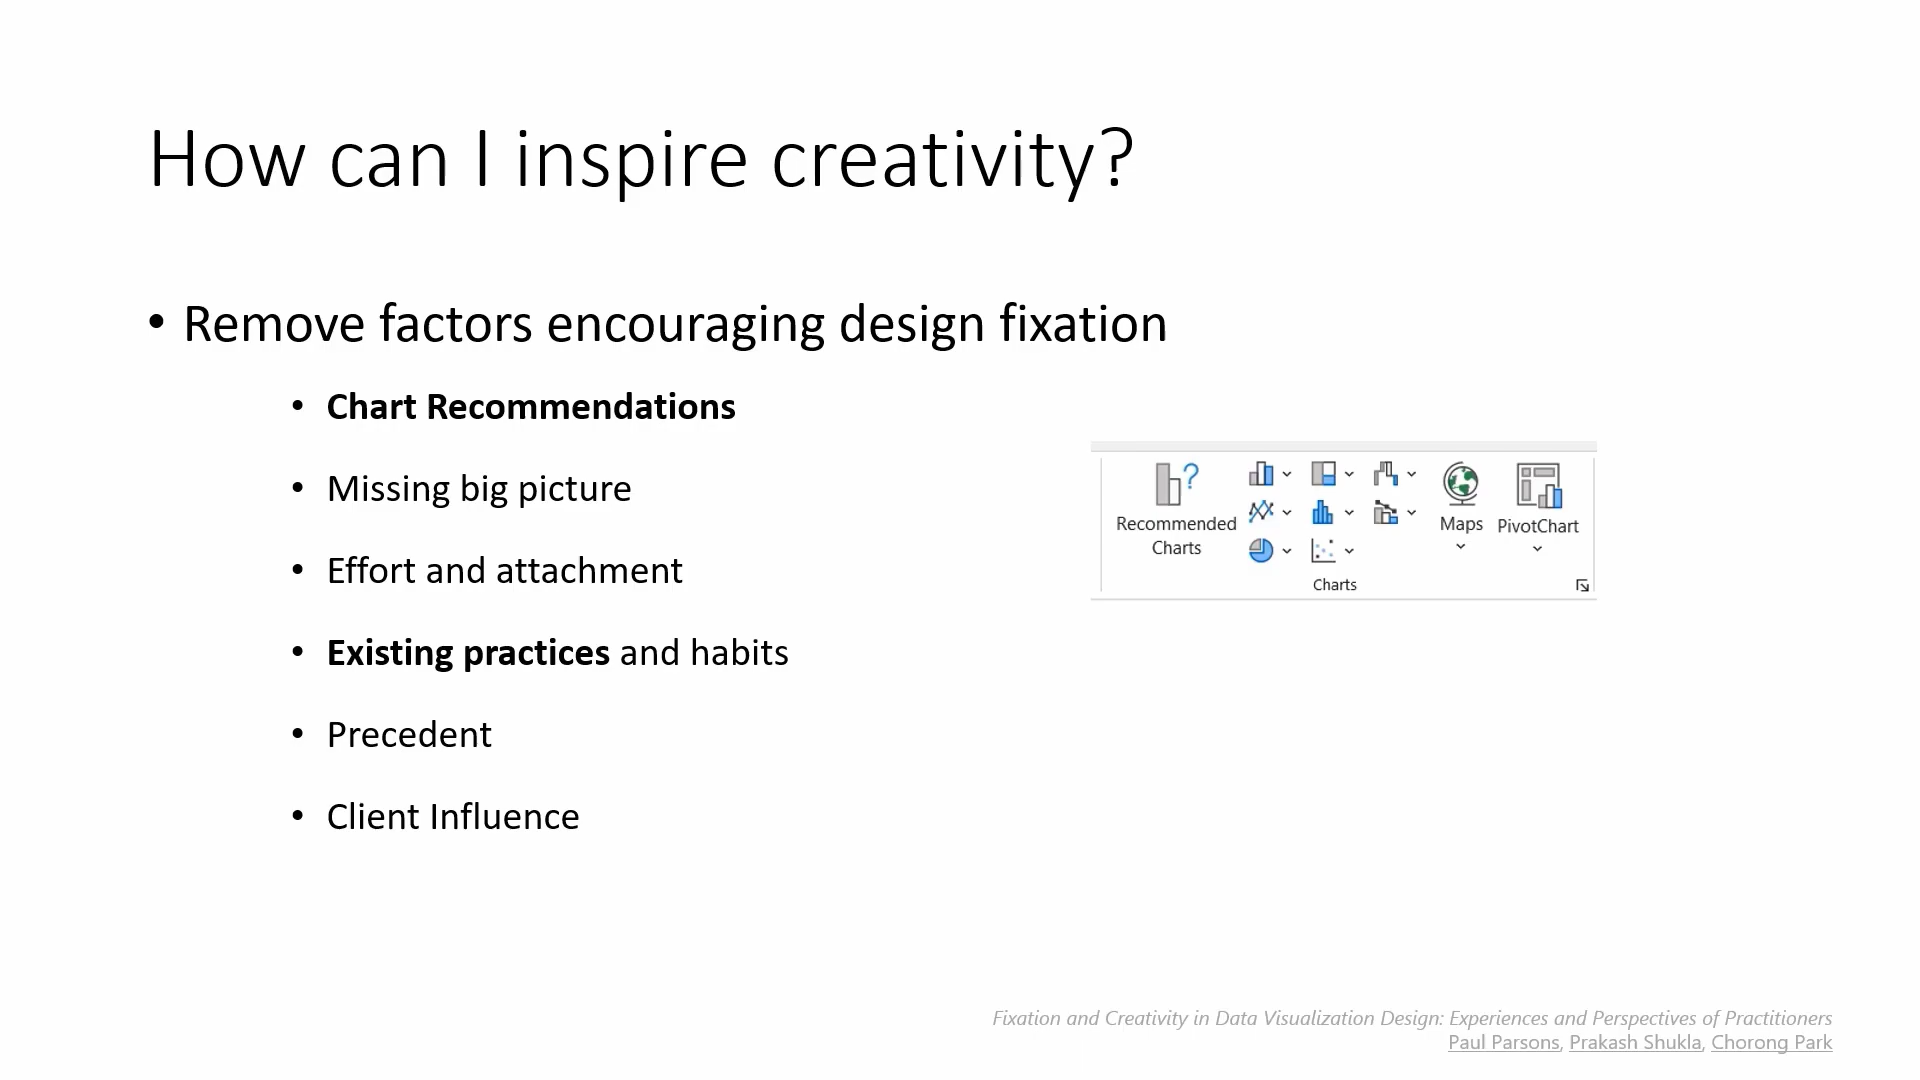 How can I inspire creativity?
• Remove factors encouraging design fixation
• Chart Recommendations
• Missing big picture
• Effort and attachment
• Existing practices and habits
• Precedent
• Client Influence
Recommended
Charts
Maps
PivotChart
Charts
Fixation and Creativity in Data Visualization Design: Experiences and Perspectives of Practitioners
Paul Parsons, Prakash Shukla, Chorong Park